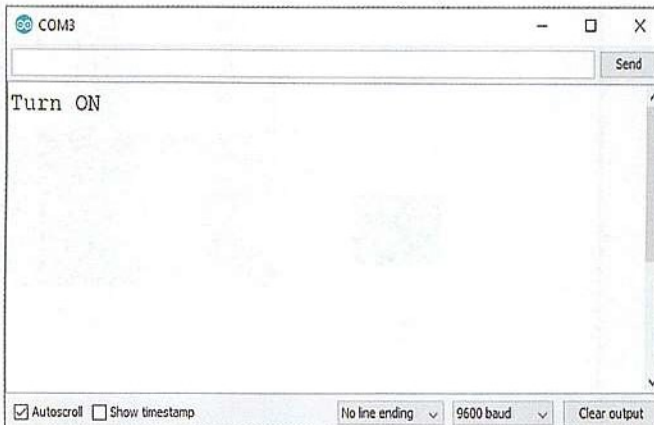 COM3
Send
Turn ON
Autoscroll Show timestamp No line ending 9600 baud Clear output